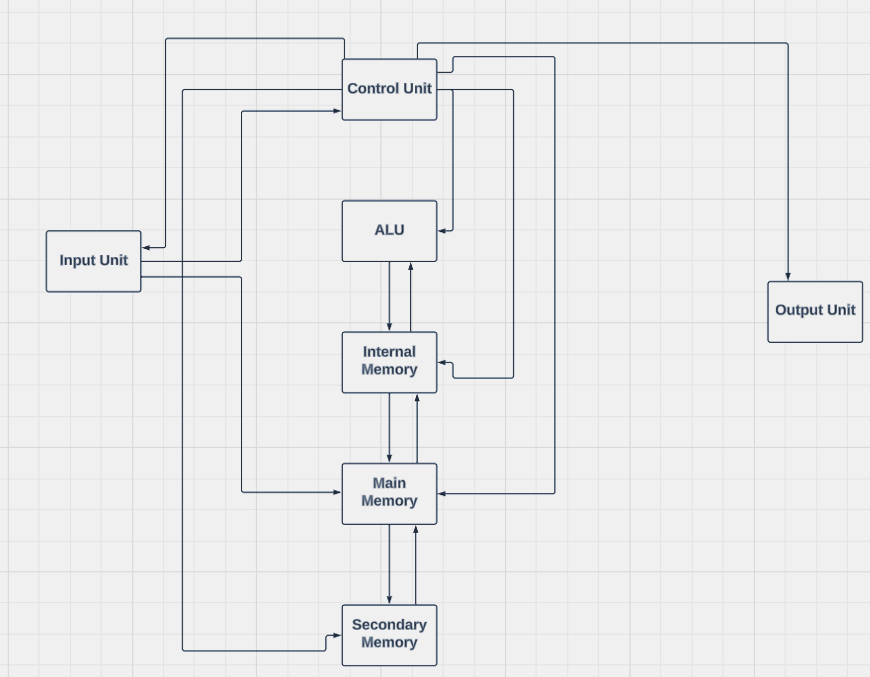 Control Unit
ALU
Input Unit
Output Unit
Internal
Memory
Main
Memory
Secondary
Memory